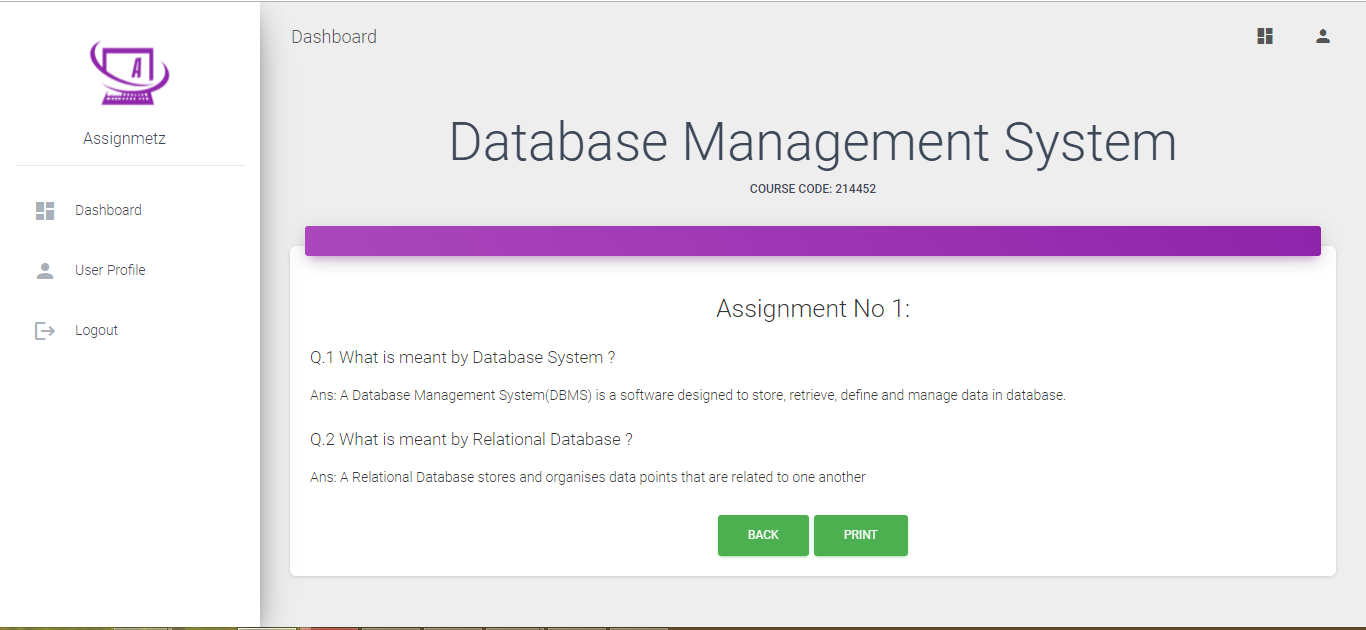 A
Assignmetz
Dashboard
User Profile
Logout
Dashboard
Database Management System
COURSE CODE: 214452
Assignment No 1:
Q.1 What is meant by Database System ?
Ans: A Database Management System(DBMS) is a software designed to store, retrieve, define and manage data in database.
Q.2 What is meant by Relational Database ?
Ans: A Relational Database stores and organises data points that are related to one another
BACK PRINT